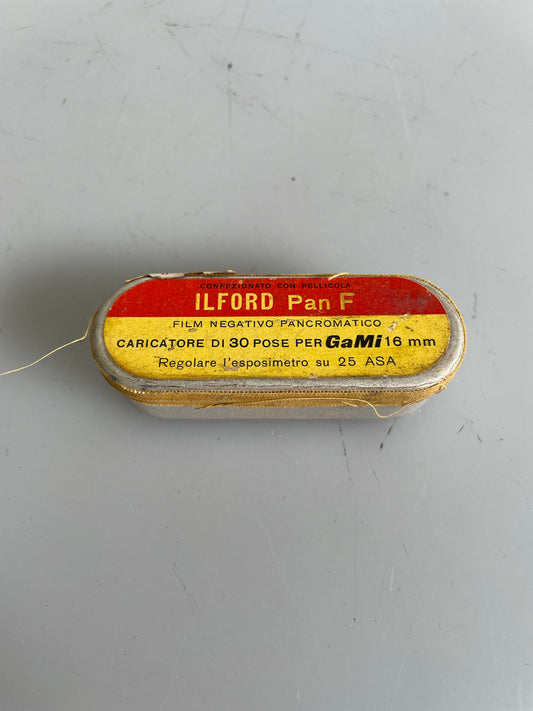 CONFEZIONATO CON PELLICOLA
ILFORD Pan F
FILM NEGATIVO PANCROMATICO
CARICATORE DI 30 POSE PER GaMi 16 mm
Regolare l'esposimetro su 25 ASA